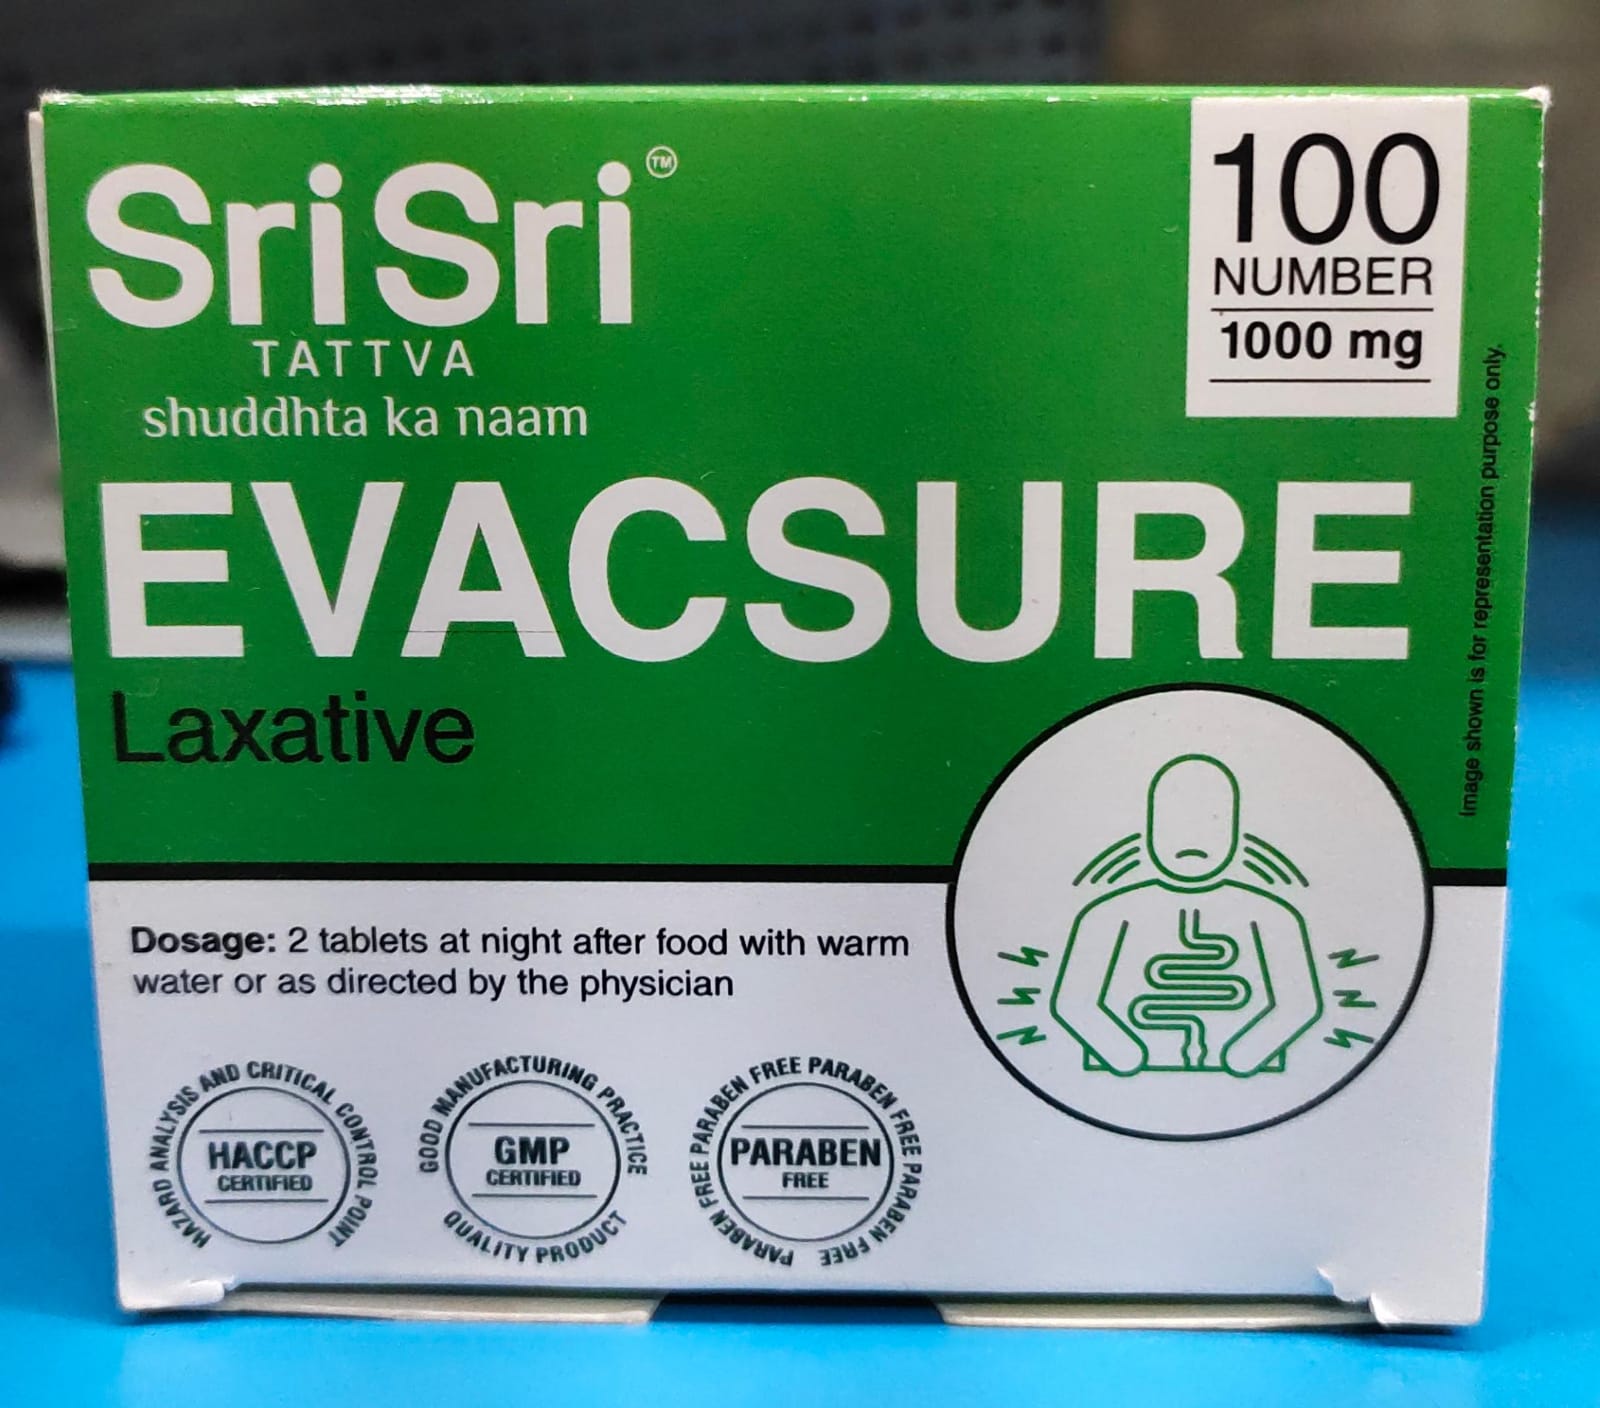 SriSri™
TATTVA
shuddhta ka naam
100
NUMBER
1000 mg
EVACSURE
Laxative
Image shown is for representation purpose only.
Dosage: 2 tablets at night after food with warm
water or as directed by the physician
HAZARD ANALYSIS AND CRITICAL CONTROL POINT
HACCP
CERTIFIED
GOOD MANUFACTURING PRACTICE
GMP
CERTIFIED
QUALITY PRODUCT
PARABEN FREE PARABEN FREE PARABEN FREE PARABEN FREE PARABEN FREE
PARABEN
FREE